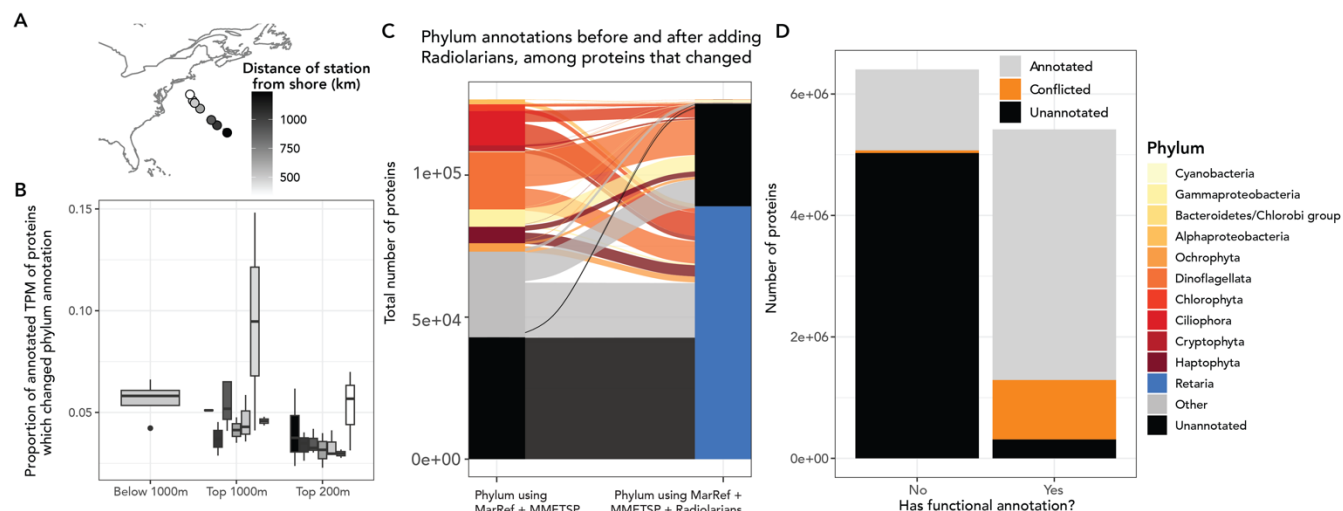 A
Distance of station
from shore (km)
1000
750
500
B
Proportion of annotated TPM of proteins
which changed phylum annotation
0.15
0.10
0.05
Below 1000m
Top 1000m
Top 200m
C
Phylum annotations before and after adding
Radiolarians, among proteins that changed
Total number of proteins
1e+05
5e+04
0e+00
Phylum using
MarRef + MMETSP
Phylum using MarRef +
MMETSP + Radiolarians
D
Annotated
Conflicted
Unannotated
Number of proteins
6e+06
4e+06
2e+06
0e+00
No
Yes
Has functional annotation?
Phylum
Cyanobacteria
Gammaproteobacteria
Bacteroidetes/Chlorobi group
Alphaproteobacteria
Ochrophyta
Dinoflagellata
Chlorophyta
Ciliophora
Cryptophyta
Haptophyta
Retaria
Other
Unannotated